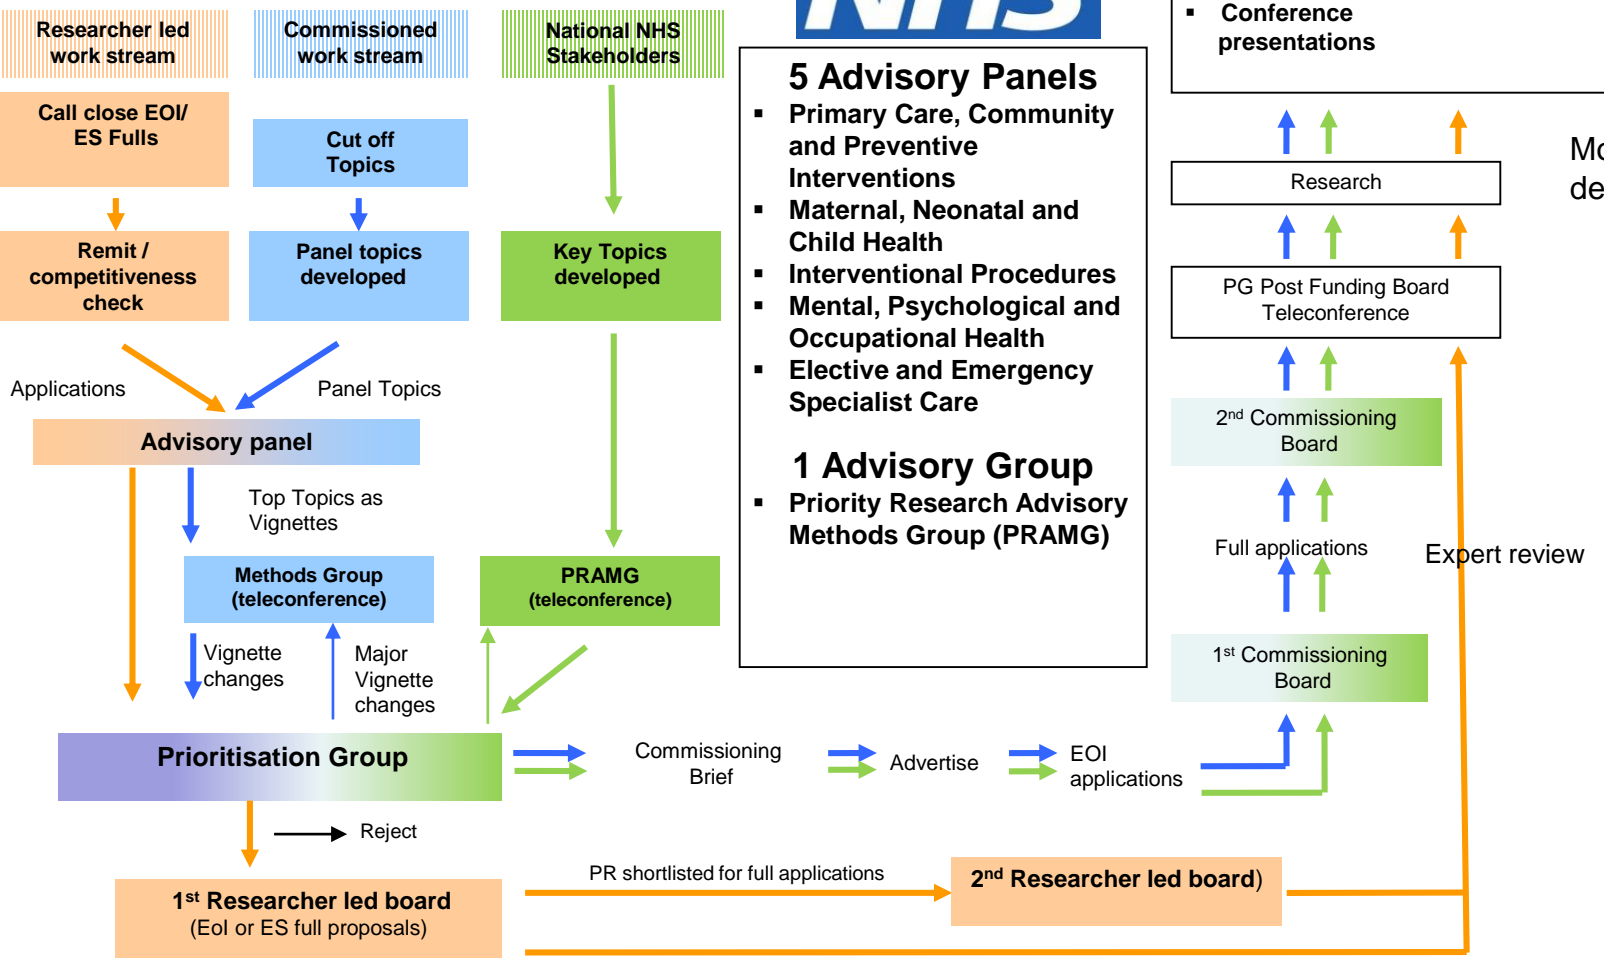 Researcher led
work stream
Commissioned
work stream
National NHS
Stakeholders
NHS
▪ Conference
presentations
Call close EOI/
ES Fulls
Cut off
Topics
5 Advisory Panels
▪ Primary Care, Community
and Preventive
Interventions
▪ Maternal, Neonatal and
Child Health
▪ Interventional Procedures
▪ Mental, Psychological and
Occupational Health
▪ Elective and Emergency
Specialist Care
1 Advisory Group
▪ Priority Research Advisory
Methods Group (PRAMG)
Remit /
competitiveness
check
Panel topics
developed
Key Topics
developed
Applications
Panel Topics
Advisory panel
Top Topics as
Vignettes
Methods Group
(teleconference)
PRAMG
(teleconference)
Vignette
changes
Major
Vignette
changes
Prioritisation Group
Commissioning
Brief
Advertise
EOI
applications
Reject
1st Researcher led board
(EoI or ES full proposals)
PR shortlisted for full applications
2nd Researcher led board)
Research
PG Post Funding Board
Teleconference
2nd Commissioning
Board
Full applications
Expert review
1st Commissioning
Board